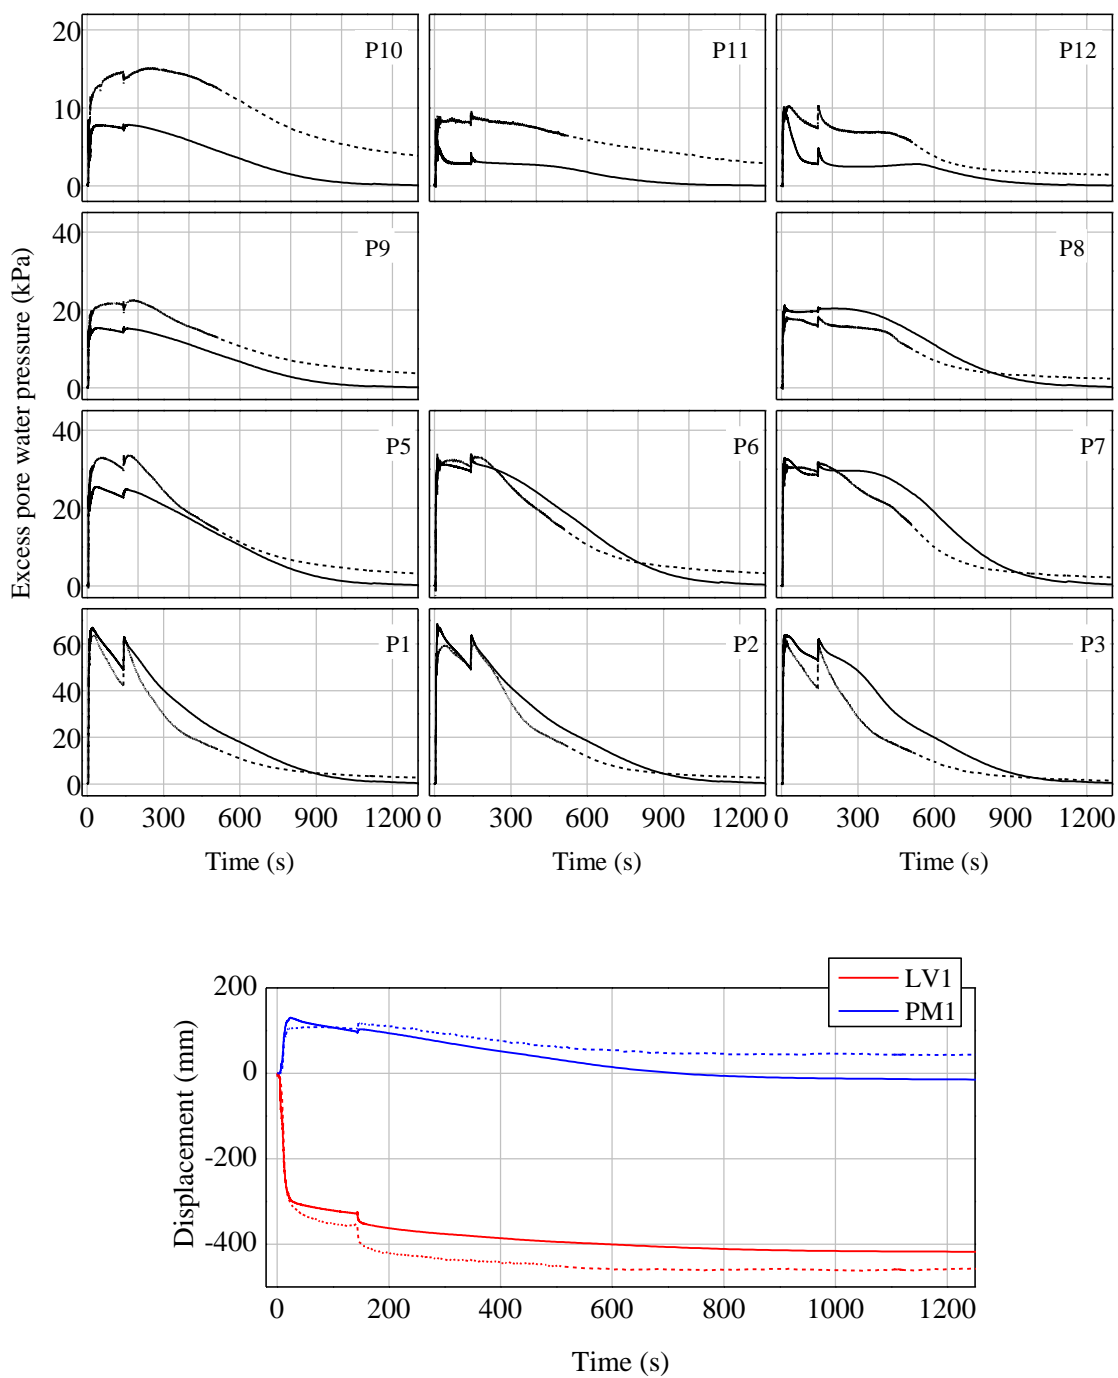 20
10
0
P10
P11
P12
Excess pore water pressure (kPa)
40
20
0
P9
P8
40
20
0
P5
P6
P7
60
40
20
0
P1
P2
P3
0 300 600 900 1200
0 300 600 900 1200
0 300 600 900 1200
Time (s)
Time (s)
Time (s)
LV1
PM1
Displacement (mm)
200
0
-200
-400
0 200 400 600 800 1000 1200
Time (s)